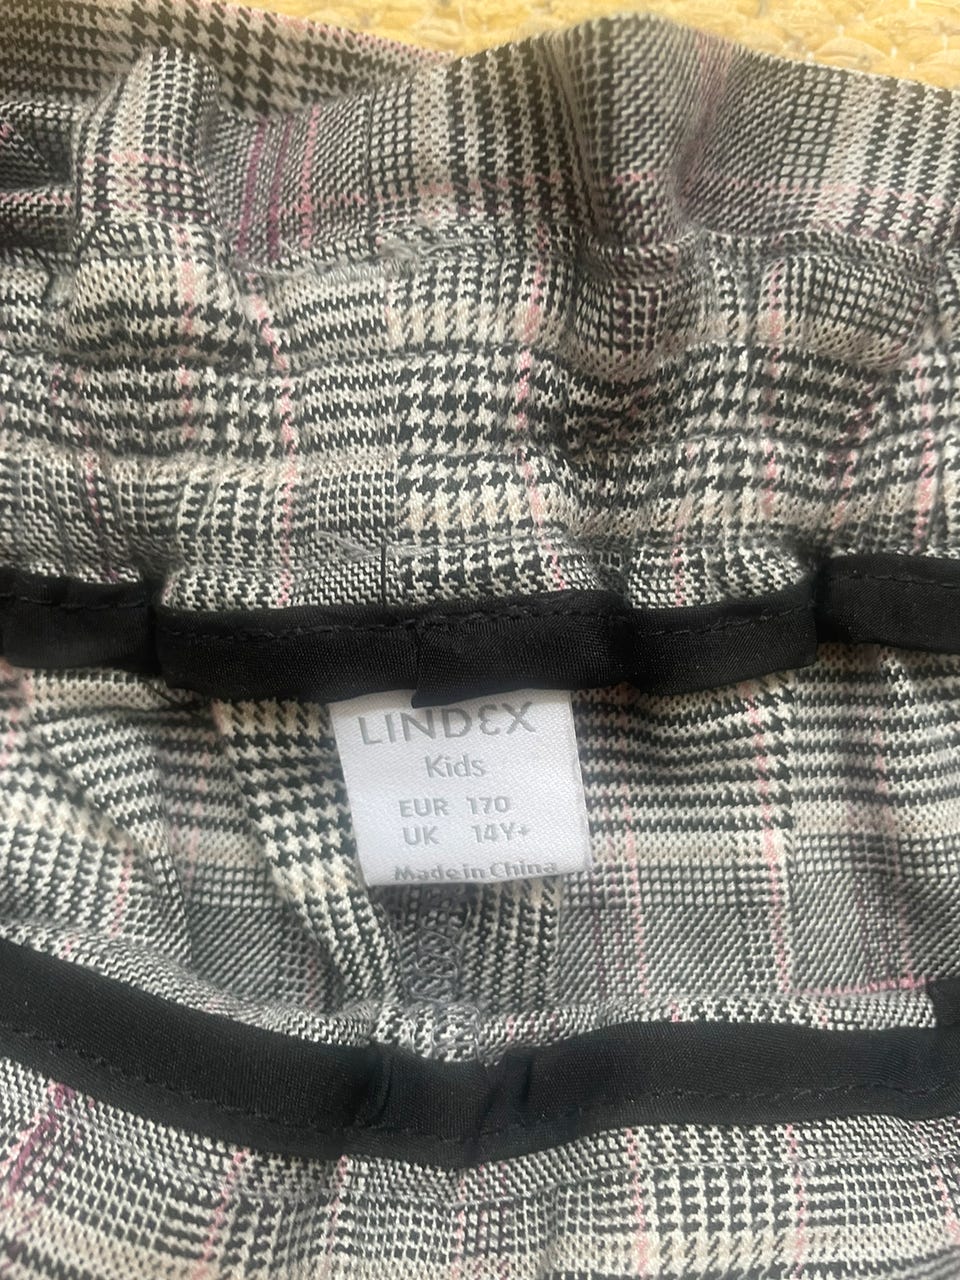 LINDEX
Kids
EUR 170
UK 14Y+
Made in China